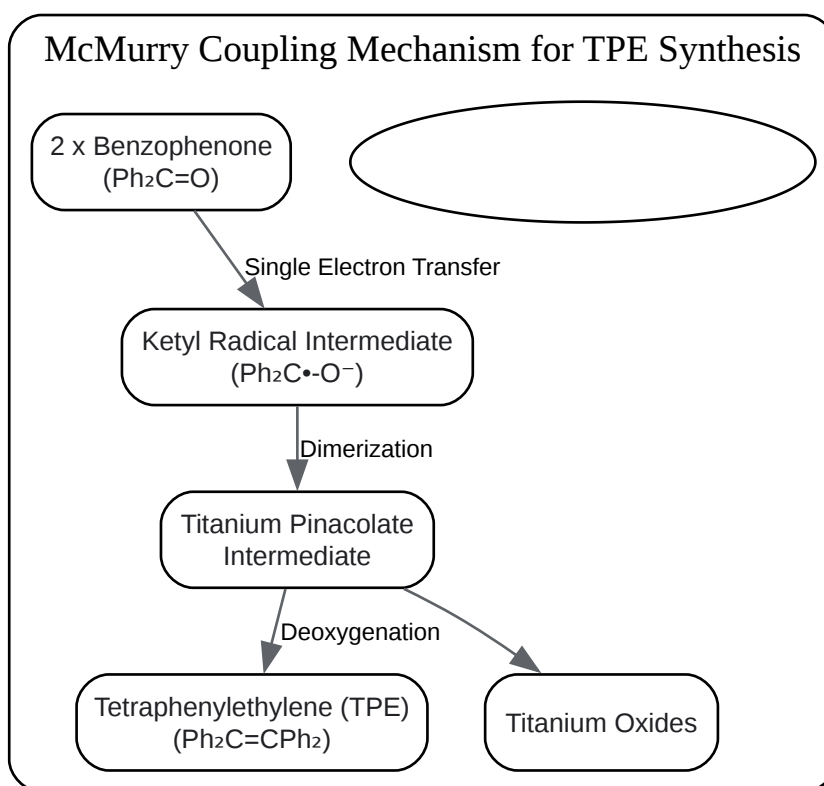 McMurry Coupling Mechanism for TPE Synthesis
2 x Benzophenone
(Ph₂C=O)
Single Electron Transfer
Ketyl Radical Intermediate
(Ph₂C•-O⁻)
Dimerization
Titanium Pinacolate
Intermediate
Deoxygenation
Tetraphenylethylene (TPE)
(Ph₂C=CPh₂)
Titanium Oxides